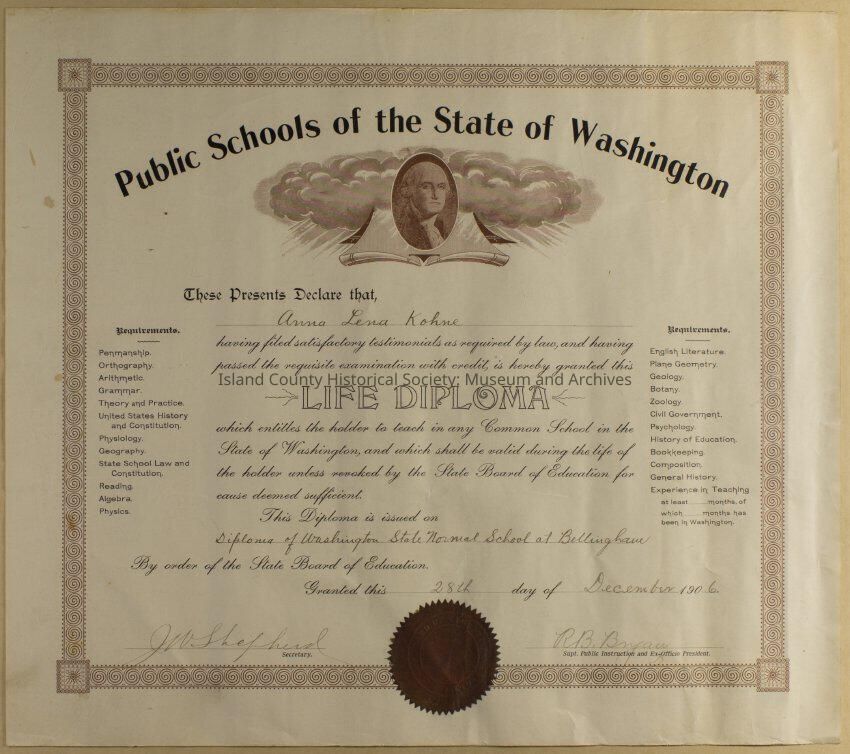 Public Schools of the State of Washington
These Presents Declare that,
Anna Lena Kohne
having filed satisfactory testimonials as required by law, and having
passed the requisite examination with credit, is hereby granted this
Island County Historical Society: Museum and Archives
LIFE DIPLOMA
which entitles the holder to teach in any Common School in the
State of Washington, and which shall be valid during the life of
the holder unless revoked by the State Board of Education for
cause deemed sufficient.
This Diploma is issued on
Diploma of Washington State Normal School at Bellingham
By order of the State Board of Education.
Granted this 28th day of December 1906.
Requirements.
Penmanship.
Orthography.
Arithmetic.
Grammar.
Theory and Practice.
United States History
and Constitution.
Physiology.
Geography.
State School Law and
Constitution.
Reading.
Algebra.
Physics.
Requirements.
English Literature.
Plane Geometry.
Geology.
Botany.
Zoology.
Civil Government.
Psychology.
History of Education.
Bookkeeping.
Composition.
General History.
Experience in Teaching
at least months, of
which months has
been in Washington.
J W Shepherd
Secretary.
R. B. Bryan
Supt. Public Instruction and Ex-Officio President.